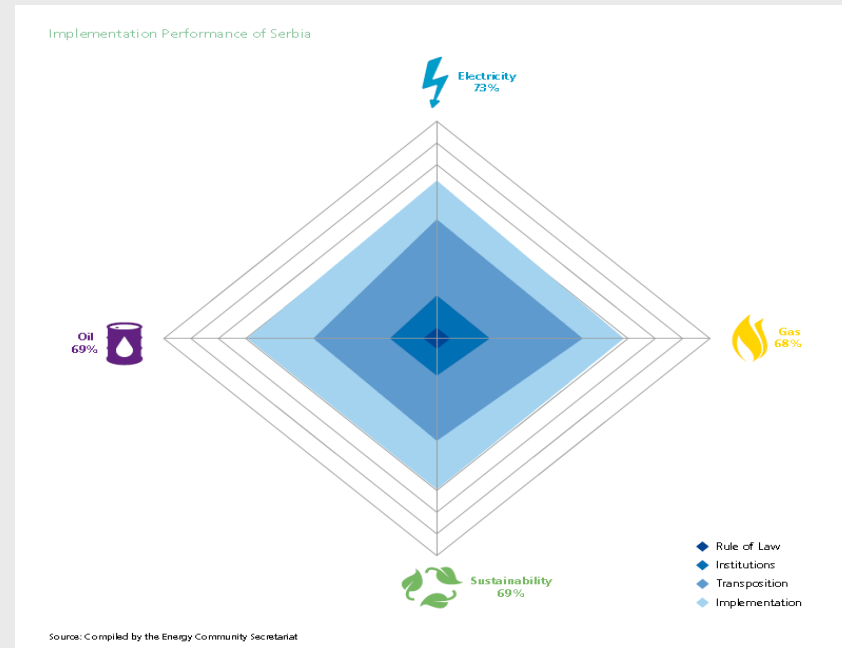 Implementation Performance of Serbia
Electricity
73%
Oil
69%
Gas
68%
Sustainability
69%
Rule of Law
Institutions
Transposition
Implementation
Source: Compiled by the Energy Community Secretariat